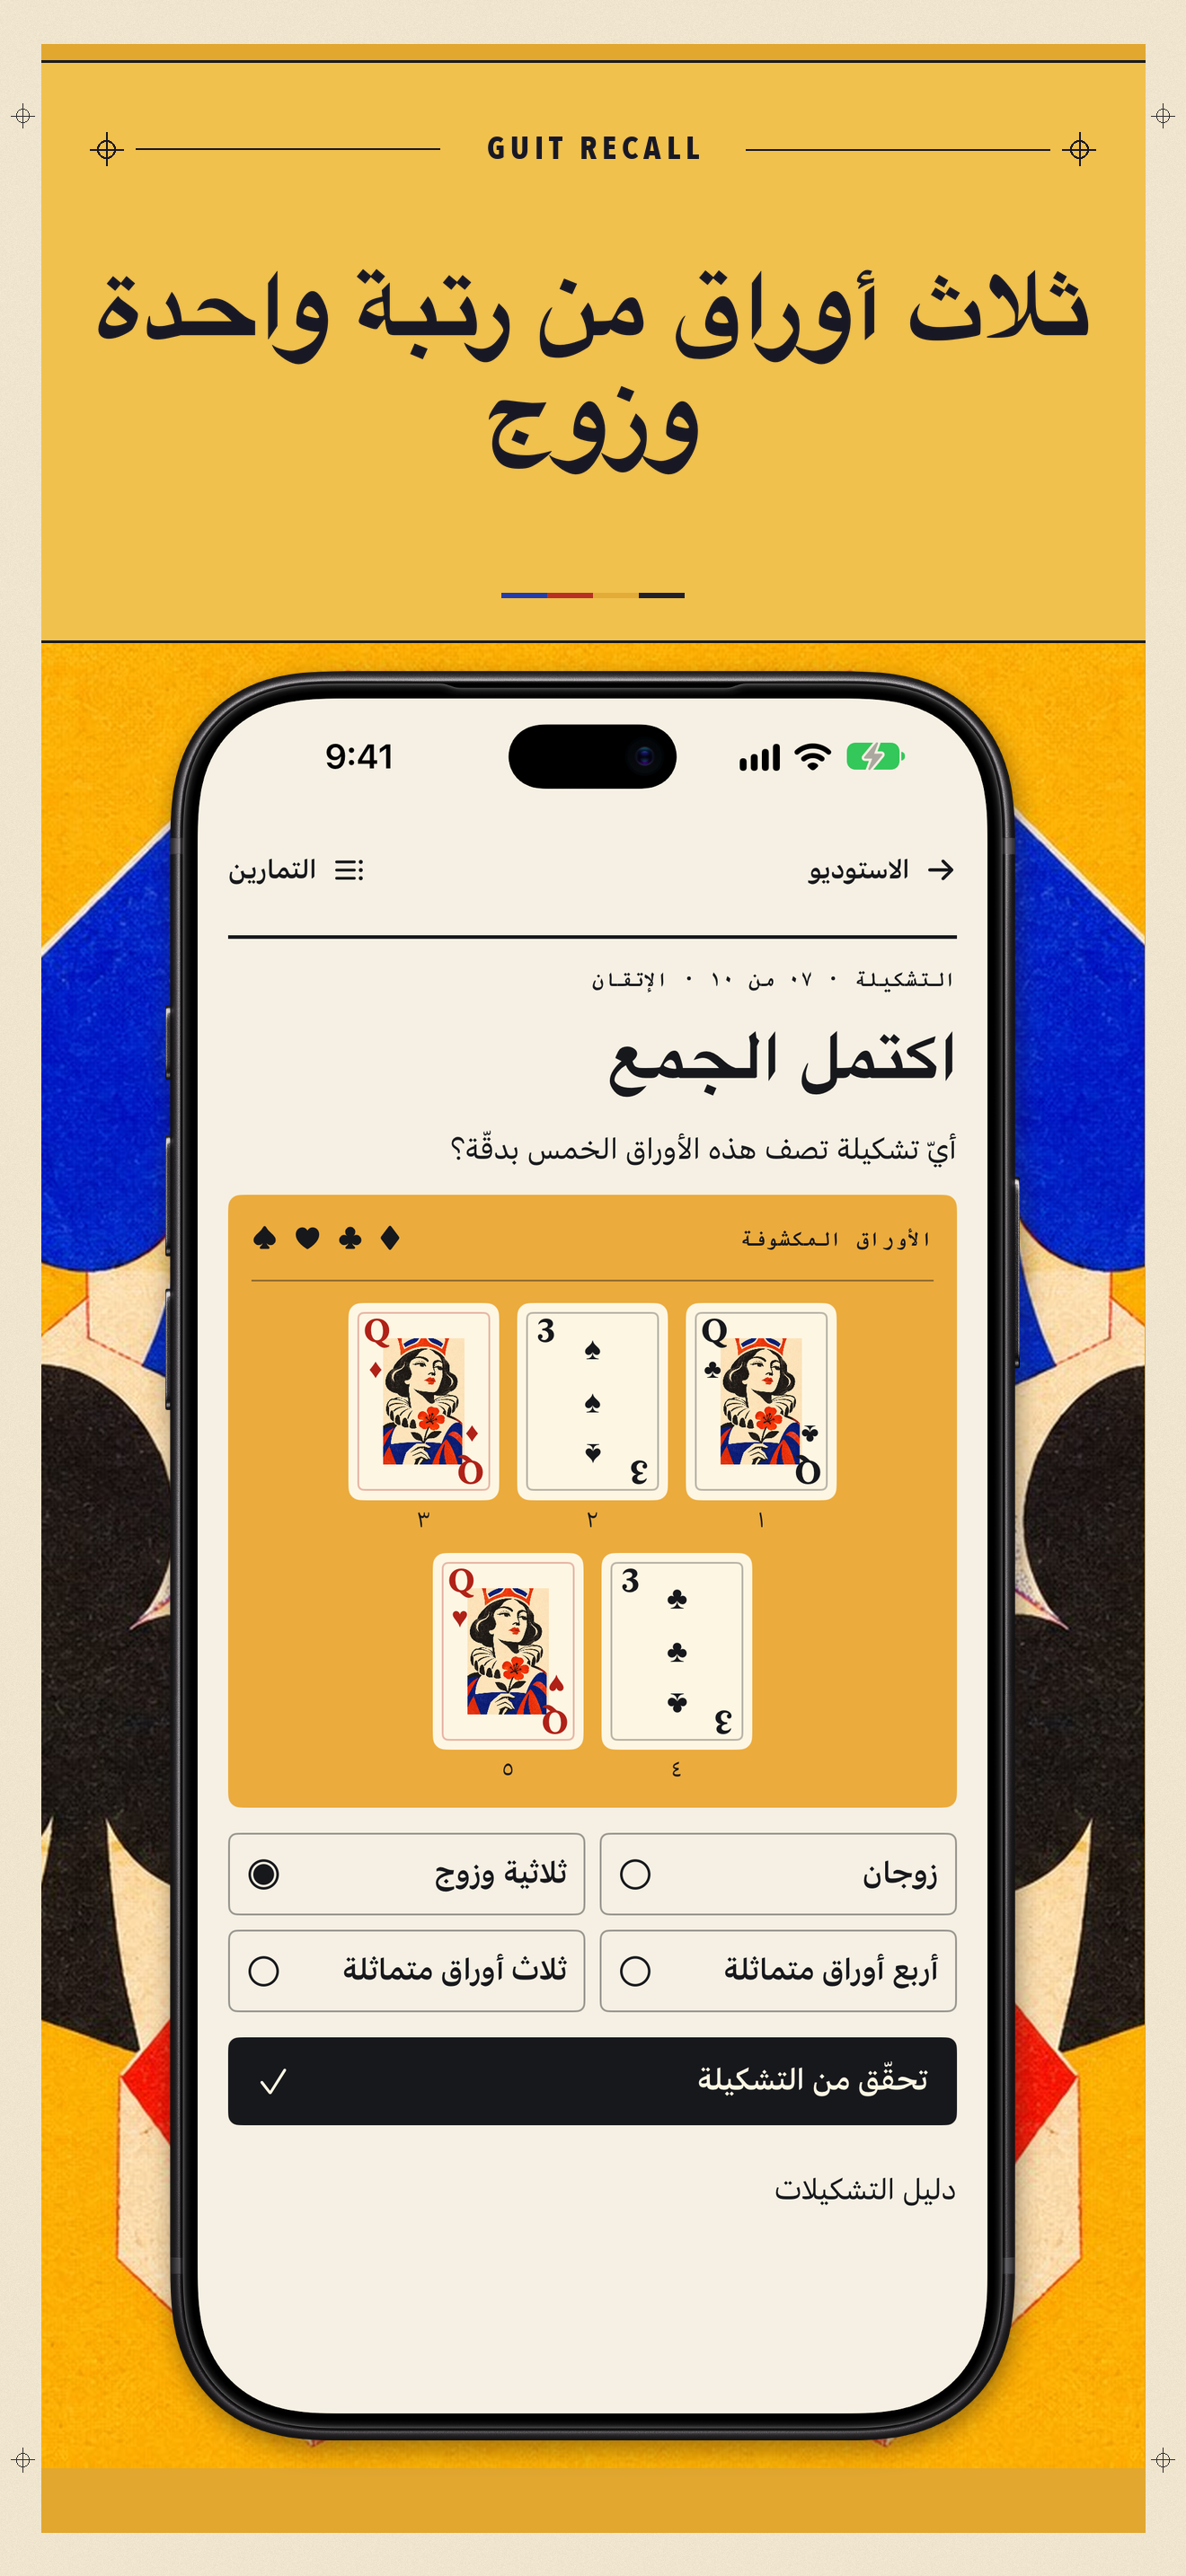 GUIT RECALL
ثلاث أوراق من رتبة واحدة
وزوج
9:41
الاستوديو
التمارين
التشكيلة · ٠٧ من ١٠ · الإتقان
اكتمل الجمع
أيّ تشكيلة تصف هذه الأوراق الخمس بدقّة؟
الأوراق المكشوفة
Q 3 Q
Q 3 Q
١ ٢ ٣
3 Q
3 Q
٤ ٥
زوجان
ثلاثية وزوج
أربع أوراق متماثلة
ثلاث أوراق متماثلة
تحقّق من التشكيلة
دليل التشكيلات